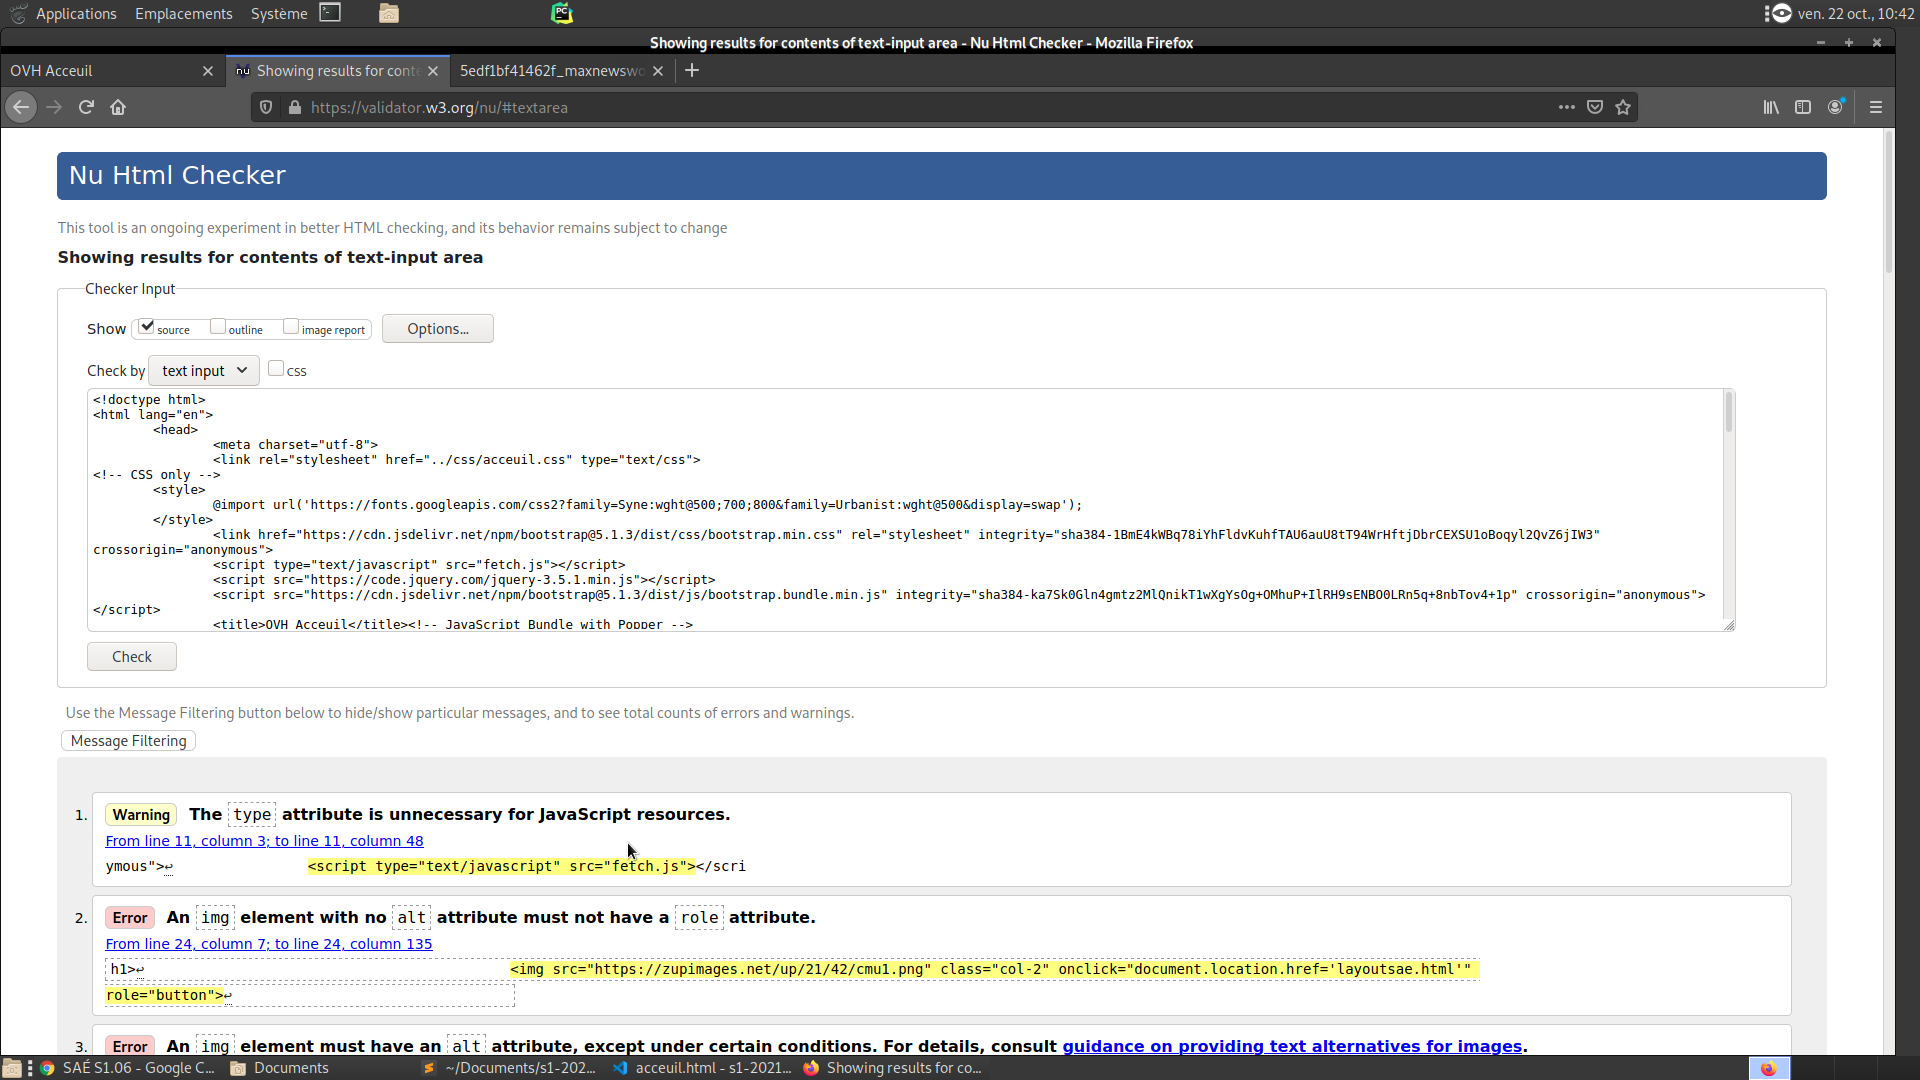 Applications Emplacements Système ven. 22 oct., 10:42
Showing results for contents of text-input area - Nu Html Checker - Mozilla Firefox
OVH Acceuil nu Showing results for conte 5edf1bf41462f_maxnewswo
https://validator.w3.org/nu/#textarea
Nu Html Checker
This tool is an ongoing experiment in better HTML checking, and its behavior remains subject to change
Showing results for contents of text-input area
Checker Input
Show source outline image report Options...
Check by text input css
<!doctype html>
<html lang="en">
<head>
<meta charset="utf-8">
<link rel="stylesheet" href="../css/acceuil.css" type="text/css">
<!-- CSS only -->
<style>
@import url('https://fonts.googleapis.com/css2?family=Syne:wght@500;700;800&family=Urbanist:wght@500&display=swap');
</style>
<link href="https://cdn.jsdelivr.net/npm/bootstrap@5.1.3/dist/css/bootstrap.min.css" rel="stylesheet" integrity="sha384-1BmE4kWBq78iYhFldvKuhfTAU6auU8tT94WrHftjDbrCEXSU1oBoqyl2QvZ6jIW3"
crossorigin="anonymous">
<script type="text/javascript" src="fetch.js"></script>
<script src="https://code.jquery.com/jquery-3.5.1.min.js"></script>
<script src="https://cdn.jsdelivr.net/npm/bootstrap@5.1.3/dist/js/bootstrap.bundle.min.js" integrity="sha384-ka7Sk0Gln4gmtz2MlQnikT1wXgYsOg+OMhuP+IlRH9sENBO0LRn5q+8nbTov4+1p" crossorigin="anonymous">
</script>
<title>OVH Acceuil</title><!-- JavaScript Bundle with Popper -->
Check
Use the Message Filtering button below to hide/show particular messages, and to see total counts of errors and warnings.
Message Filtering
1. Warning The type attribute is unnecessary for JavaScript resources.
From line 11, column 3; to line 11, column 48
ymous">↩ <script type="text/javascript" src="fetch.js"></scri
2. Error An img element with no alt attribute must not have a role attribute.
From line 24, column 7; to line 24, column 135
h1>↩ <img src="https://zupimages.net/up/21/42/cmu1.png" class="col-2" onclick="document.location.href='layoutsae.html'"
role="button">↩
3. Error An img element must have an alt attribute, except under certain conditions. For details, consult guidance on providing text alternatives for images.
SAÉ S1.06 - Google C... Documents ~/Documents/s1-202... acceuil.html - s1-2021... Showing results for co...